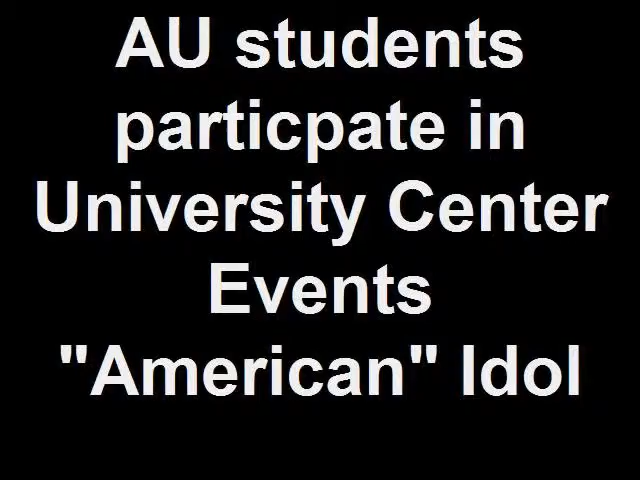 AU students
particpate in
University Center
Events
"American" Idol